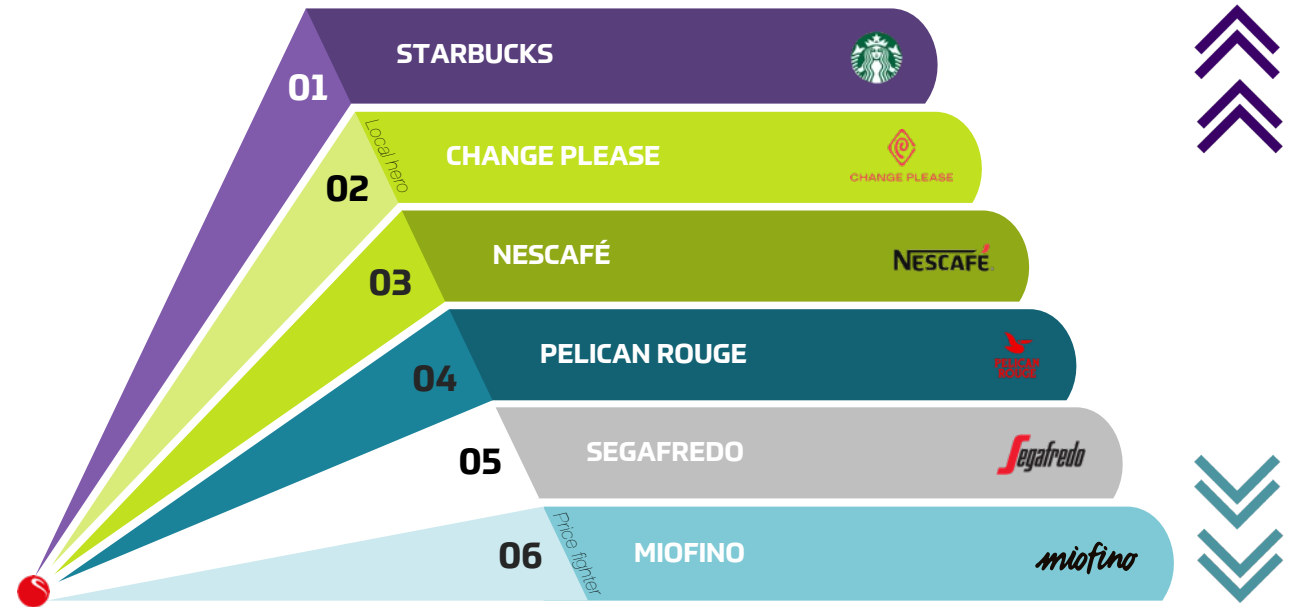 01
STARBUCKS
02
Local hero
CHANGE PLEASE
CHANGE PLEASE
03
NESCAFÉ
NESCAFÉ
04
PELICAN ROUGE
PELICAN
ROUGE
05
SEGAFREDO
Segafredo
06
Price fighter
MIOFINO
miofino